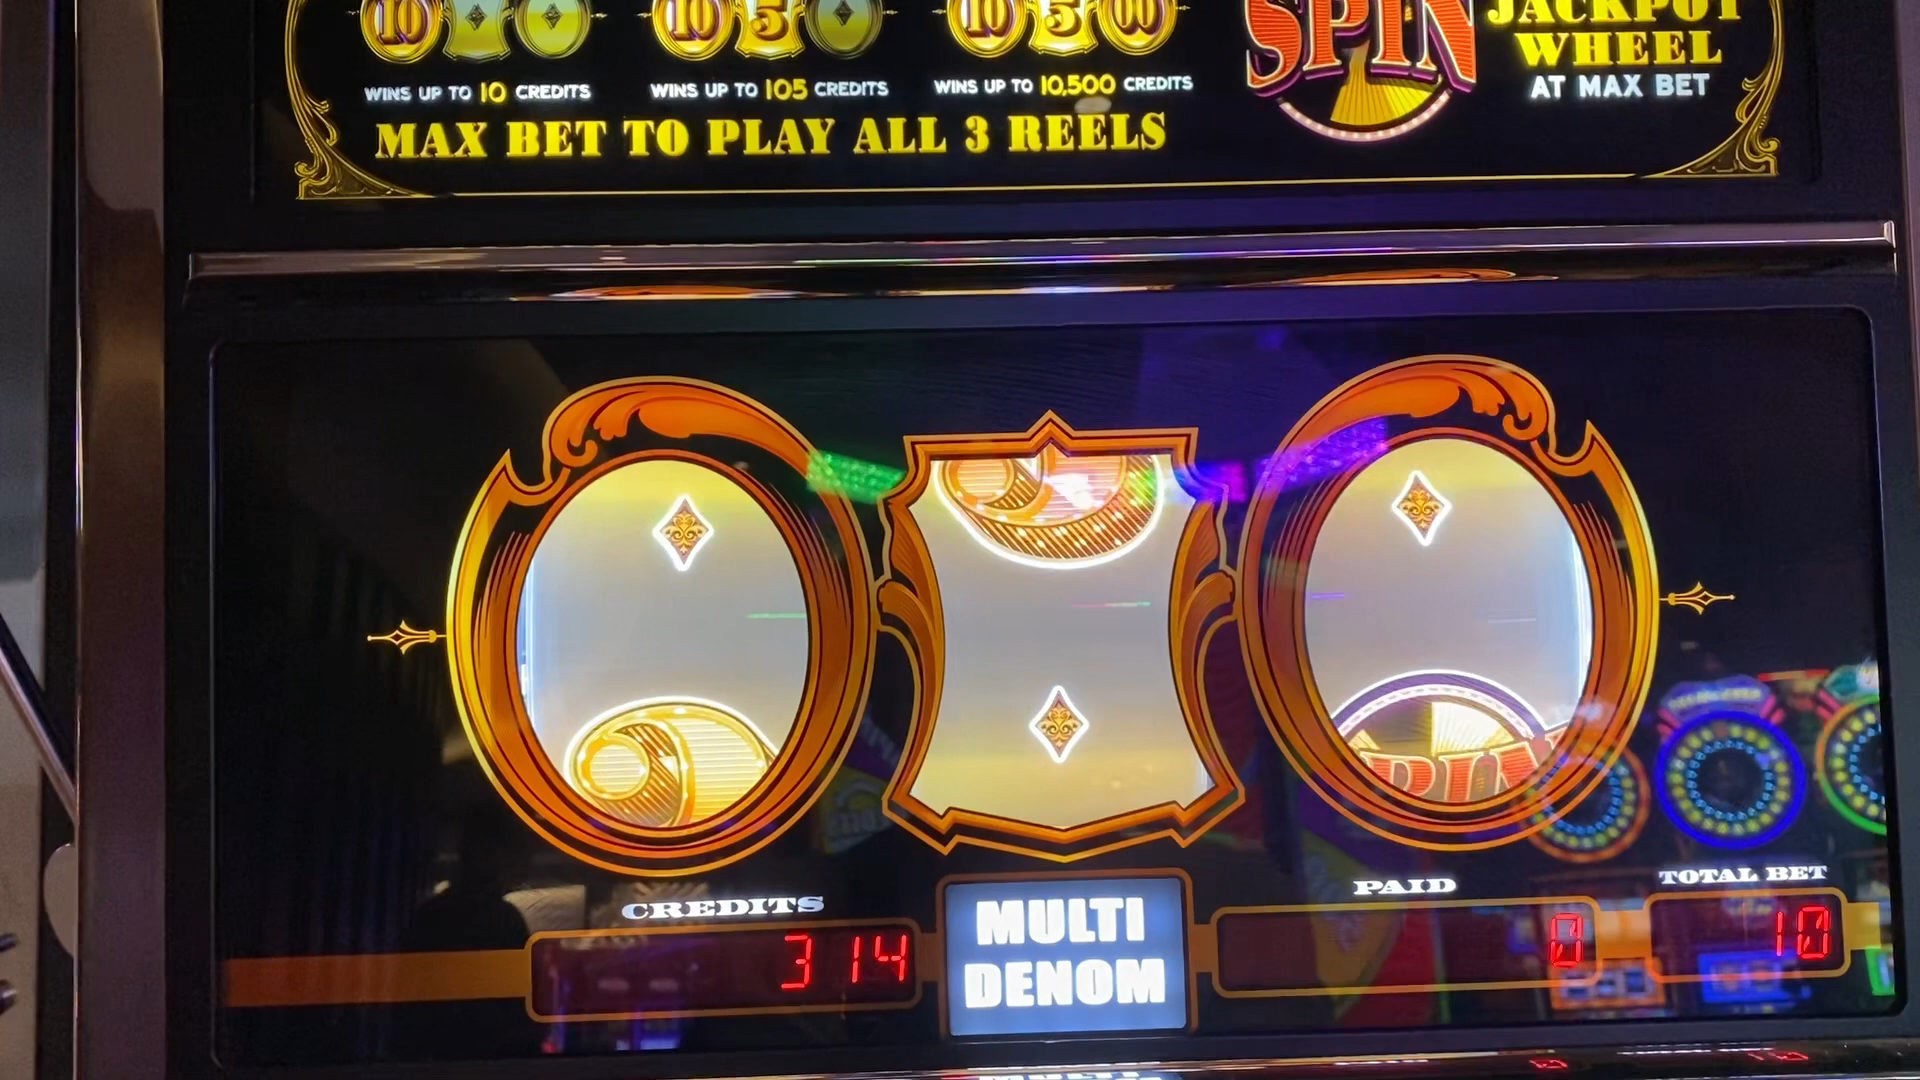 10
10 5
10 5 00
SPIN
JACKPOT
WHEEL
AT MAX BET
WINS UP TO 10 CREDITS
WINS UP TO 105 CREDITS
WINS UP TO 10,500 CREDITS
MAX BET TO PLAY ALL 3 REELS
SPIN
CREDITS
314
MULTI
DENOM
PAID
0
TOTAL BET
10